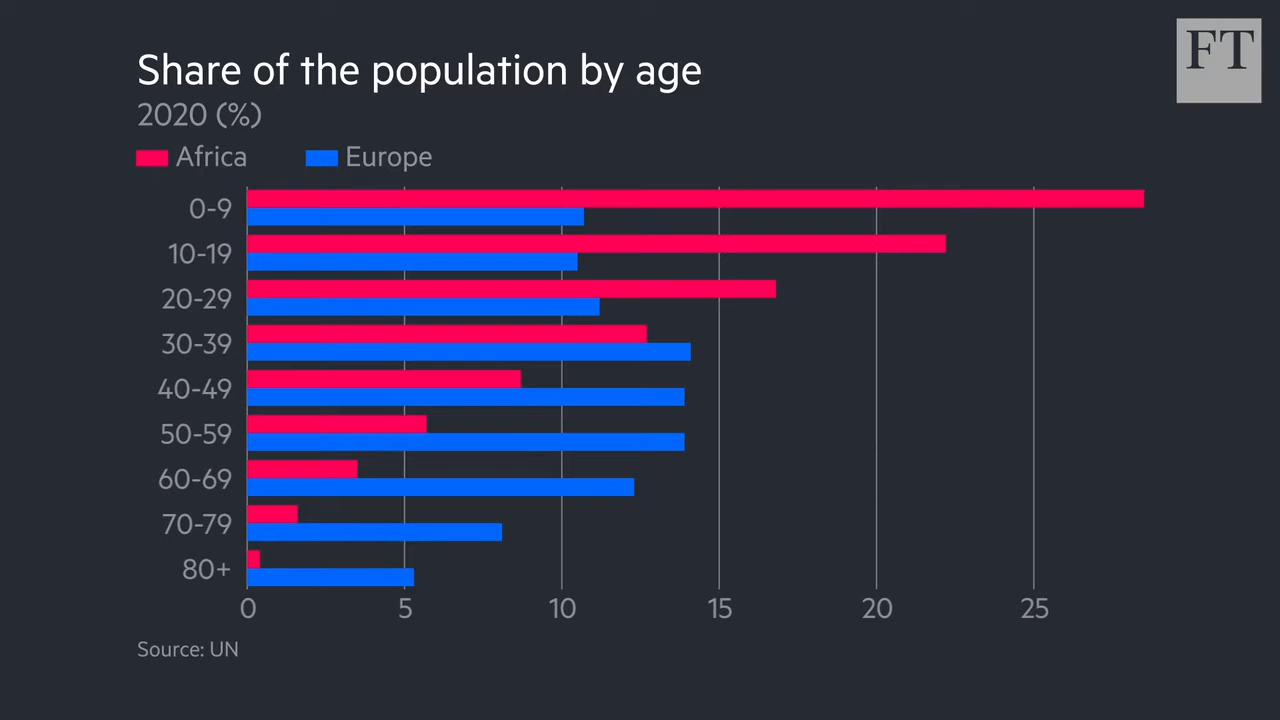 FT
Share of the population by age
2020 (%)
Africa Europe
0-9
10-19
20-29
30-39
40-49
50-59
60-69
70-79
80+
0 5 10 15 20 25
Source: UN